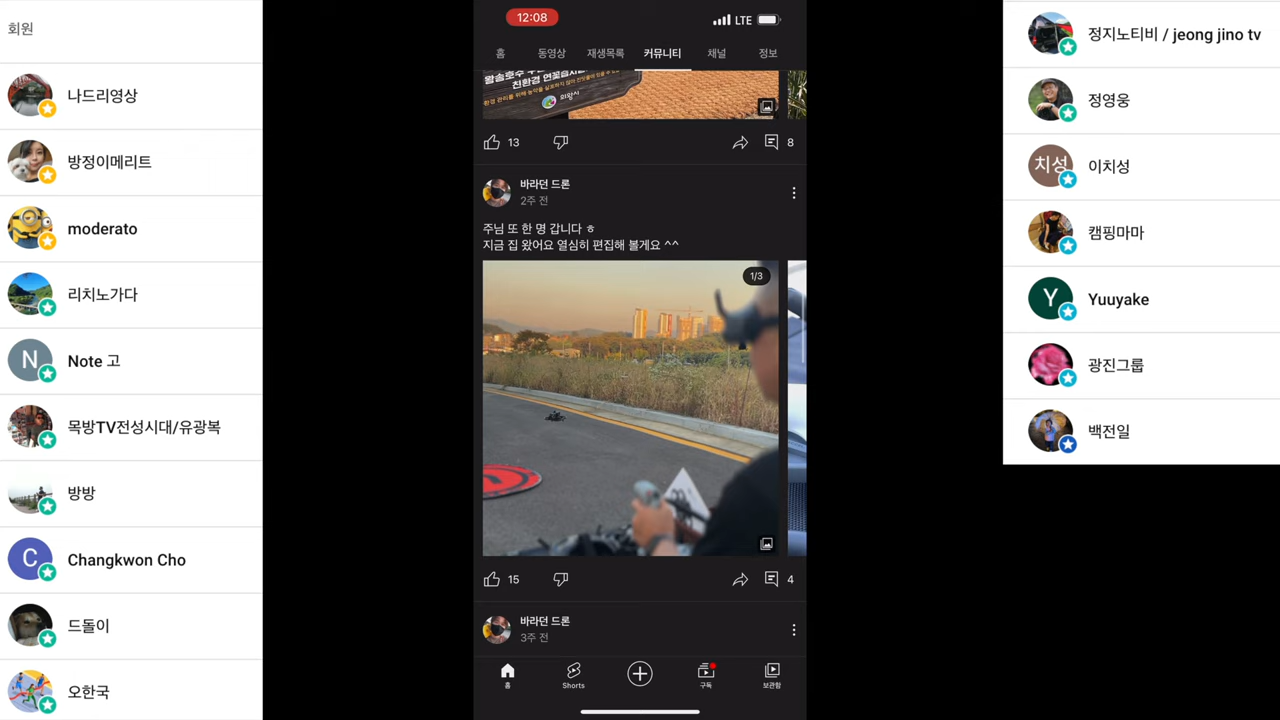 회원
나드리영상
방정이메리트
moderato
리치노가다
N
Note 고
목방TV전성시대/유광복
방방
C
Changkwon Cho
드돌이
오한국
12:08
LTE
홈
동영상
재생목록
커뮤니티
채널
정보
의왕시
13
8
바라던 드론
2주 전
주님 또 한 명 갑니다 ㅎ
지금 집 왔어요 열심히 편집해 볼게요 ^^
1/3
15
4
바라던 드론
3주 전
홈
Shorts
구독
보관함
정지노티비 / jeong jino tv
정영웅
치성
이치성
캠핑마마
Y
Yuuyake
광진그룹
백전일